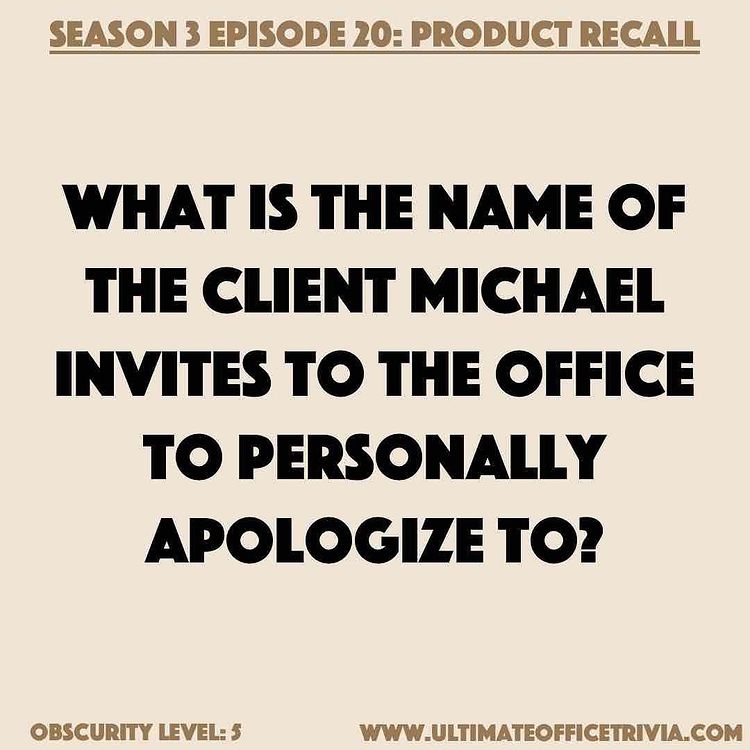 SEASON 3 EPISODE 20: PRODUCT RECALL
WHAT IS THE NAME OF
THE CLIENT MICHAEL
INVITES TO THE OFFICE
TO PERSONALLY
APOLOGIZE TO?
OBSCURITY LEVEL: 5
WWW.ULTIMATEOFFICETRIVIA.COM